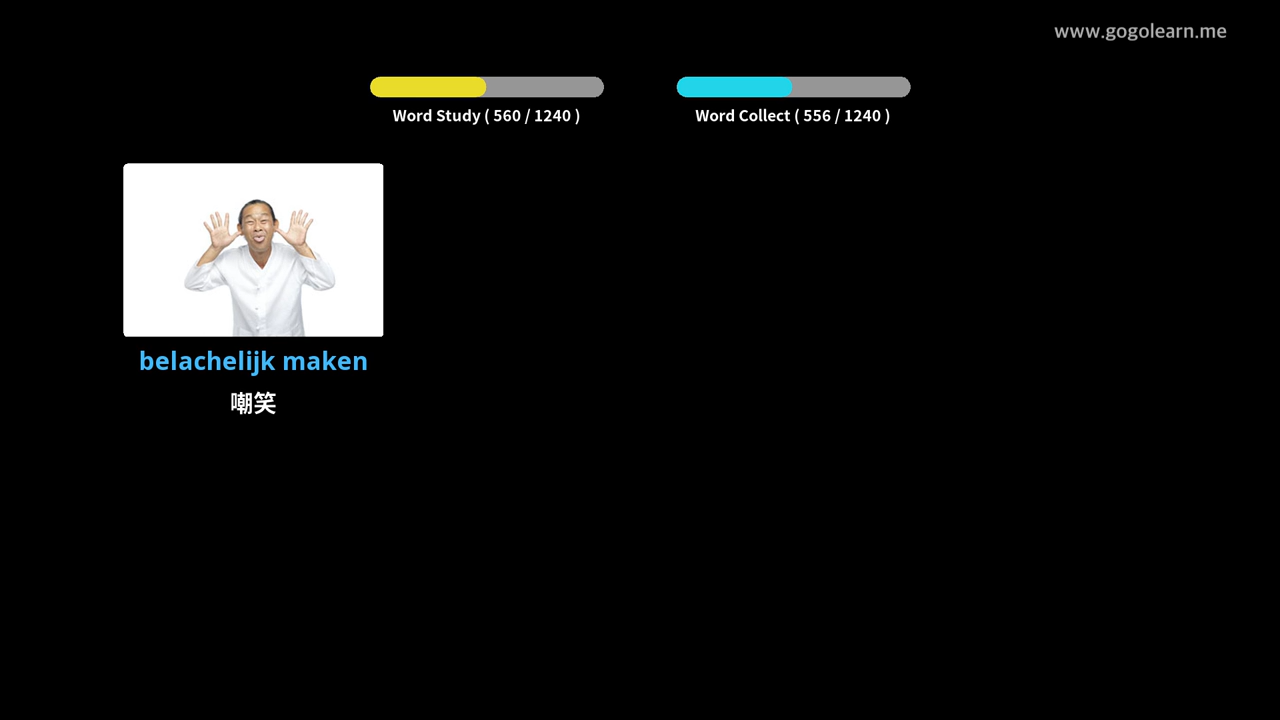 www.gogolearn.me
Word Study ( 560 / 1240 )
Word Collect ( 556 / 1240 )
belachelijk maken
嘲笑